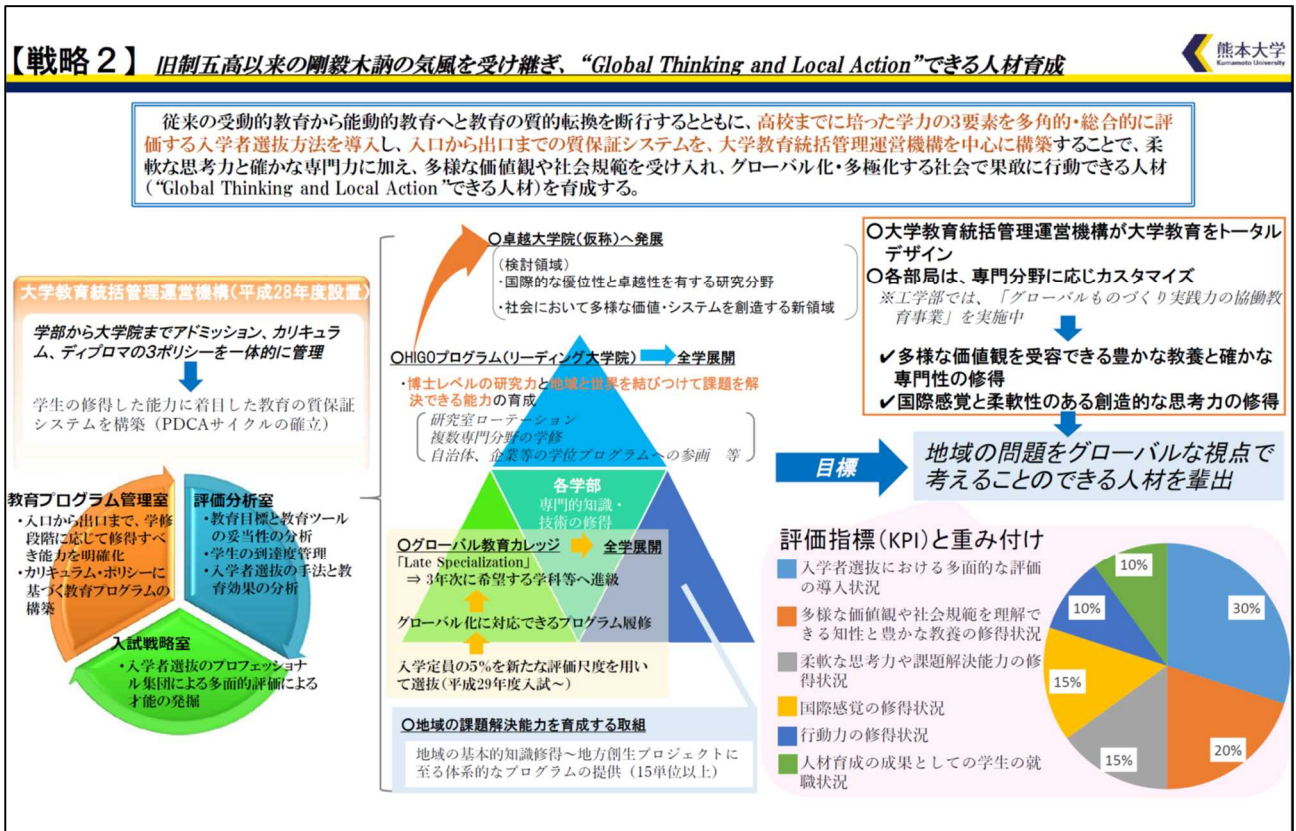 【戦略２】 旧制五高以来の剛毅木訥の気風を受け継ぎ、“Global Thinking and Local Action”できる人材育成
熊本大学
Kumamoto University
従来の受動的教育から能動的教育へと教育の質的転換を断行するとともに、高校までに培った学力の3要素を多角的・総合的に評
価する入学者選抜方法を導入し、入口から出口までの質保証システムを、大学教育統括管理運営機構を中心に構築することで、柔
軟な思考力と確かな専門力に加え、多様な価値観や社会規範を受け入れ、グローバル化・多極化する社会で果敢に行動できる人材
（“Global Thinking and Local Action”できる人材）を育成する。
大学教育統括管理運営機構（平成28年度設置）
学部から大学院までアドミッション、カリキュラ
ム、ディプロマの3ポリシーを一体的に管理
学生の修得した能力に着目した教育の質保証
システムを構築（PDCAサイクルの確立）
教育プログラム管理室
・入口から出口まで、学修
段階に応じて修得すべ
き能力を明確化
・カリキュラム・ポリシーに
基づく教育プログラムの
構築
評価分析室
・教育目標と教育ツール
の妥当性の分析
・学生の到達度管理
・入学者選抜の手法と教
育効果の分析
入試戦略室
・入学者選抜のプロフェッショナ
ル集団による多面的評価による
才能の発掘
〇卓越大学院（仮称）へ発展
（検討領域）
・国際的な優位性と卓越性を有する研究分野
・社会において多様な価値・システムを創造する新領域
〇HIGOプログラム（リーディング大学院） 全学展開
・博士レベルの研究力と地域と世界を結びつけて課題を解
決できる能力の育成
研究室ローテーション
複数専門分野の学修
自治体、企業等の学位プログラムへの参画 等
各学部
専門的知識・
技術の修得
〇グローバル教育カレッジ 全学展開
「Late Specialization」
⇒ 3年次に希望する学科等へ進級
グローバル化に対応できるプログラム履修
入学定員の5%を新たな評価尺度を用い
て選抜（平成29年度入試～）
〇地域の課題解決能力を育成する取組
地域の基本的知識修得～地方創生プロジェクトに
至る体系的なプログラムの提供（15単位以上）
〇大学教育統括管理運営機構が大学教育をトータル
デザイン
〇各部局は、専門分野に応じカスタマイズ
※工学部では、「グローバルものづくり実践力の協働教
育事業」を実施中
✔多様な価値観を受容できる豊かな教養と確かな
専門性の修得
✔国際感覚と柔軟性のある創造的な思考力の修得
目標
地域の問題をグローバルな視点で
考えることのできる人材を輩出
評価指標（KPI）と重み付け
入学者選抜における多面的な評価
の導入状況
多様な価値観や社会規範を理解で
きる知性と豊かな教養の修得状況
柔軟な思考力や課題解決能力の修
得状況
国際感覚の修得状況
行動力の修得状況
人材育成の成果としての学生の就
職状況
30%
20%
15%
15%
10%
10%